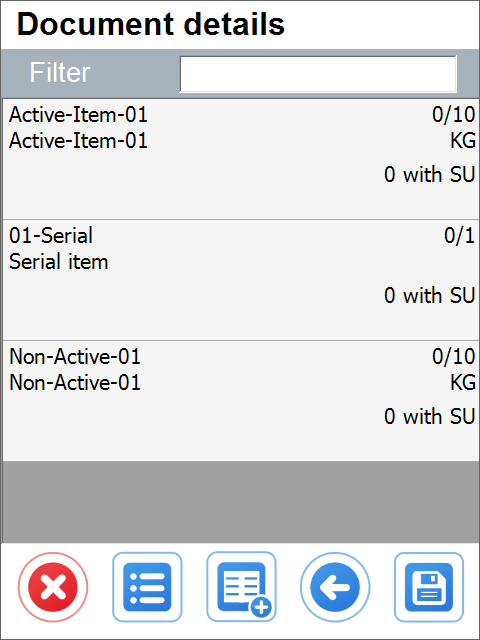 Document details
Filter
Active-Item-01 0/10
Active-Item-01 KG
0 with SU
01-Serial 0/1
Serial item
0 with SU
Non-Active-01 0/10
Non-Active-01 KG
0 with SU